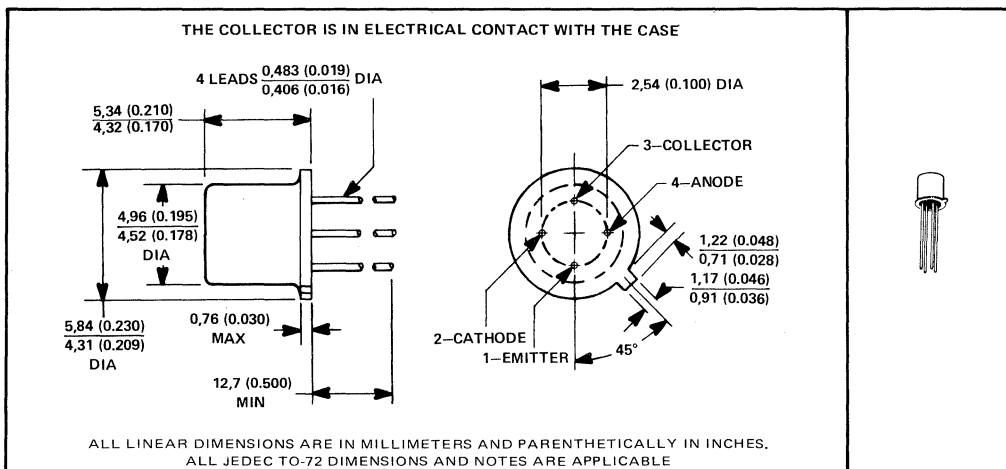 THE COLLECTOR IS IN ELECTRICAL CONTACT WITH THE CASE
4 LEADS 0,483 (0.019) DIA
0,406 (0.016)
2,54 (0.100) DIA
5,34 (0.210)
4,32 (0.170)
3–COLLECTOR
4–ANODE
4,96 (0.195)
4,52 (0.178)
DIA
1,22 (0.048)
0,71 (0.028)
1,17 (0.046)
0,91 (0.036)
5,84 (0.230)
4,31 (0.209)
DIA
0,76 (0.030)
MAX
2–CATHODE
1–EMITTER
45°
12,7 (0.500)
MIN
ALL LINEAR DIMENSIONS ARE IN MILLIMETERS AND PARENTHETICALLY IN INCHES.
ALL JEDEC TO-72 DIMENSIONS AND NOTES ARE APPLICABLE